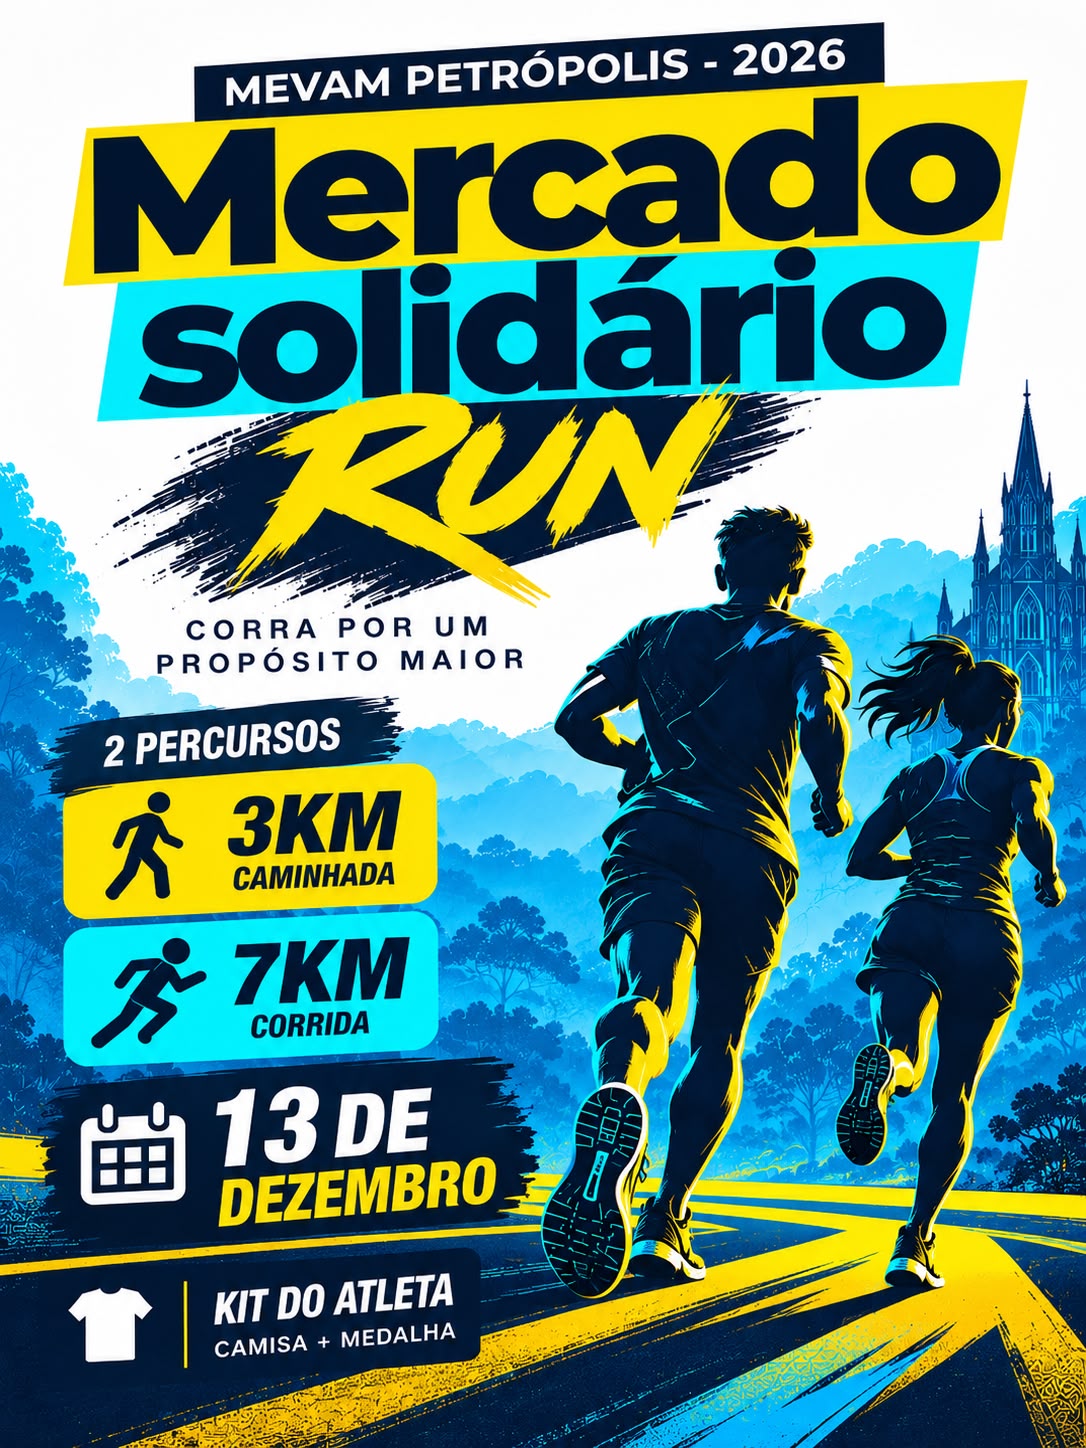 MEVAM PETRÓPOLIS - 2026
Mercado
solidário
RUN
CORRA POR UM
PROPÓSITO MAIOR
2 PERCURSOS
3KM
CAMINHADA
7KM
CORRIDA
13 DE
DEZEMBRO
KIT DO ATLETA
CAMISA + MEDALHA